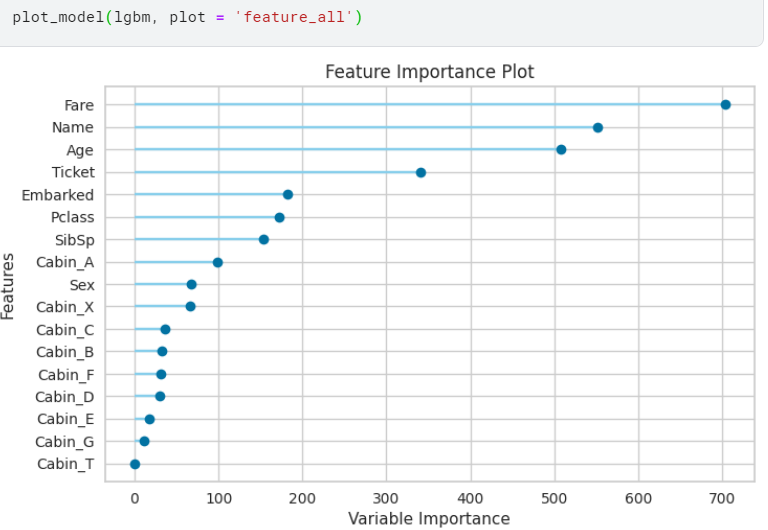 plot_model(lgbm, plot = 'feature_all')
Feature Importance Plot
Fare
Name
Age
Ticket
Embarked
Pclass
SibSp
Cabin_A
Sex
Cabin_X
Cabin_C
Cabin_B
Cabin_F
Cabin_D
Cabin_E
Cabin_G
Cabin_T
Features
0 100 200 300 400 500 600 700
Variable Importance